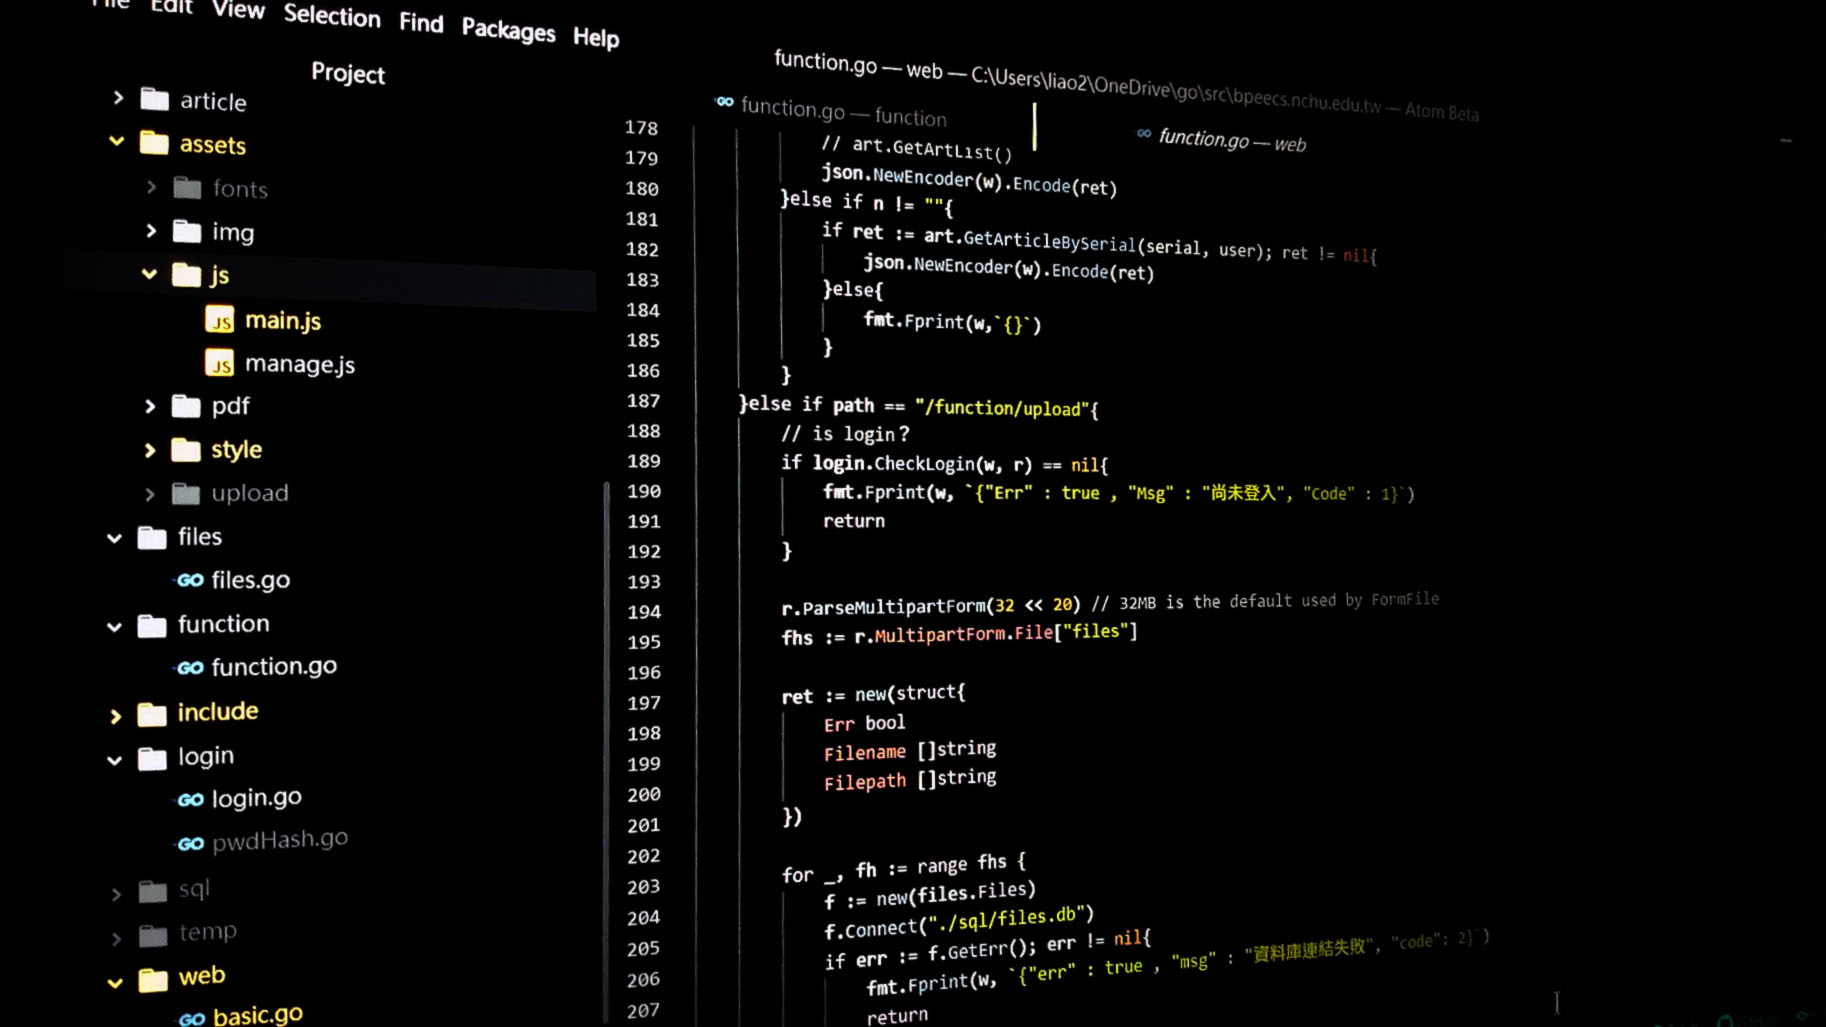 File Edit View Selection Find Packages Help
function.go — web — C:\Users\liao2\OneDrive\go\src\bpeecs.nchu.edu.tw — Atom Beta
Project
article
assets
fonts
img
js
main.js
manage.js
pdf
style
upload
files
files.go
function
function.go
include
login
login.go
pwdHash.go
sql
temp
web
basic.go
function.go — function
function.go — web
178
179
180
181
182
183
184
185
186
187
188
189
190
191
192
193
194
195
196
197
198
199
200
201
202
203
204
205
206
207
// art.GetArtList()
json.NewEncoder(w).Encode(ret)
}else if n != ""{
if ret := art.GetArticleBySerial(serial, user); ret != nil{
json.NewEncoder(w).Encode(ret)
}else{
fmt.Fprint(w,`{}`)
}
}
}else if path == "/function/upload"{
// is login?
if login.CheckLogin(w, r) == nil{
fmt.Fprint(w, `{"Err" : true , "Msg" : "尚未登入", "Code" : 1}`)
return
}
r.ParseMultipartForm(32 << 20) // 32MB is the default used by FormFile
fhs := r.MultipartForm.File["files"]
ret := new(struct{
Err bool
Filename []string
Filepath []string
})
for _, fh := range fhs {
f := new(files.Files)
f.Connect("./sql/files.db")
if err := f.GetErr(); err != nil{
fmt.Fprint(w, `{"err" : true , "msg" : "資料庫連結失敗", "code": 2}`)
return